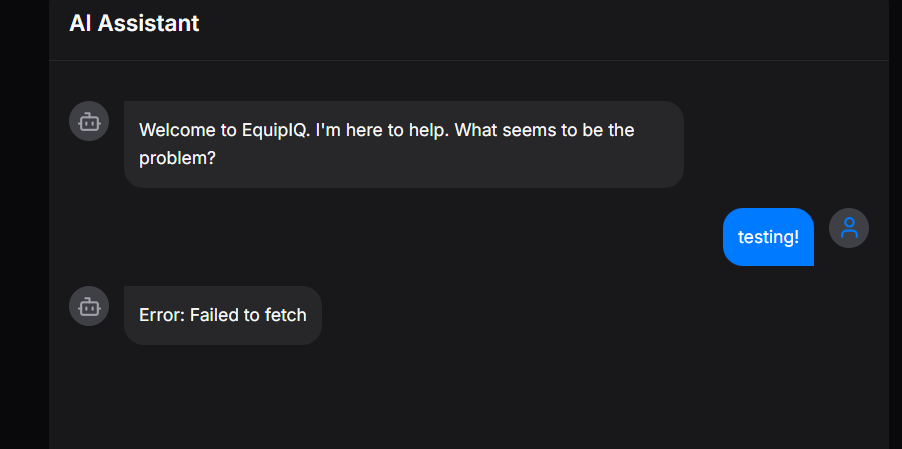 AI Assistant
Welcome to EquipIQ. I'm here to help. What seems to be the
problem?
testing!
Error: Failed to fetch